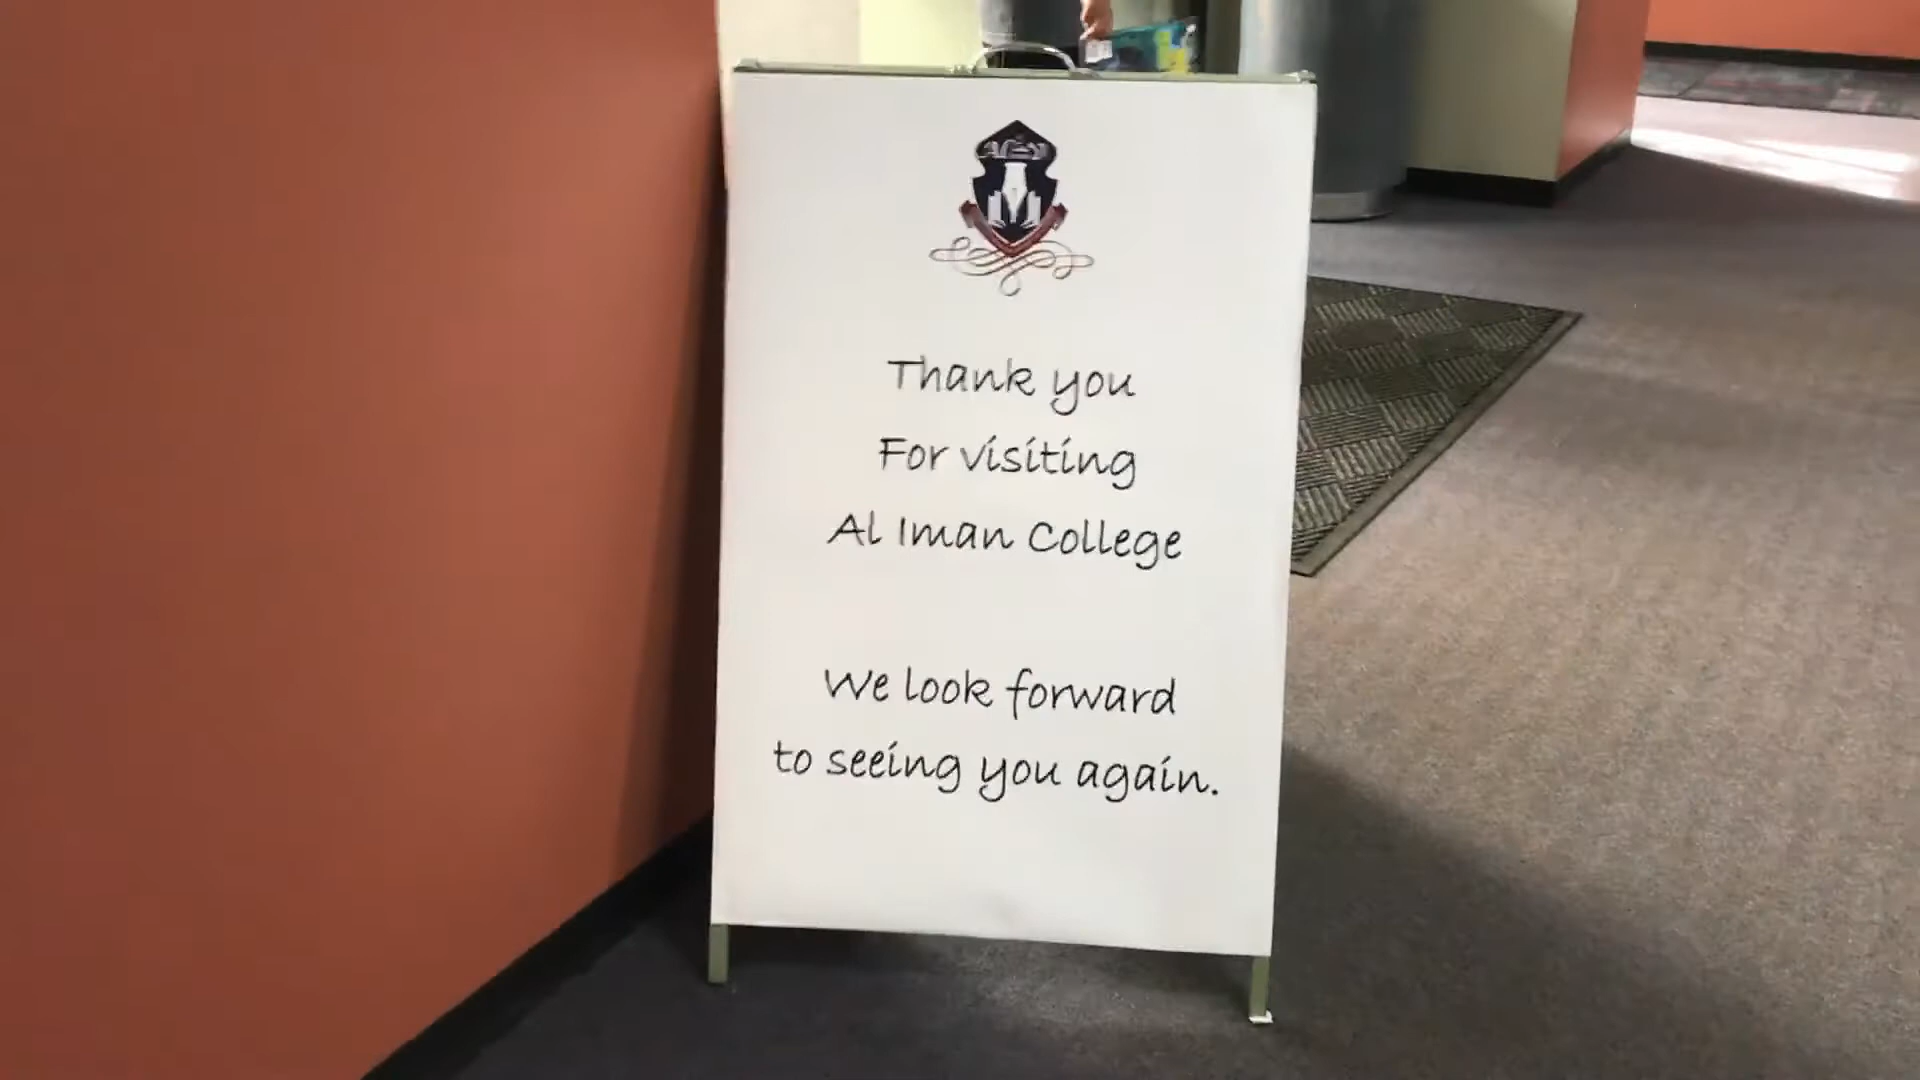 Thank you
For visiting
Al Iman College
We look forward
to seeing you again.